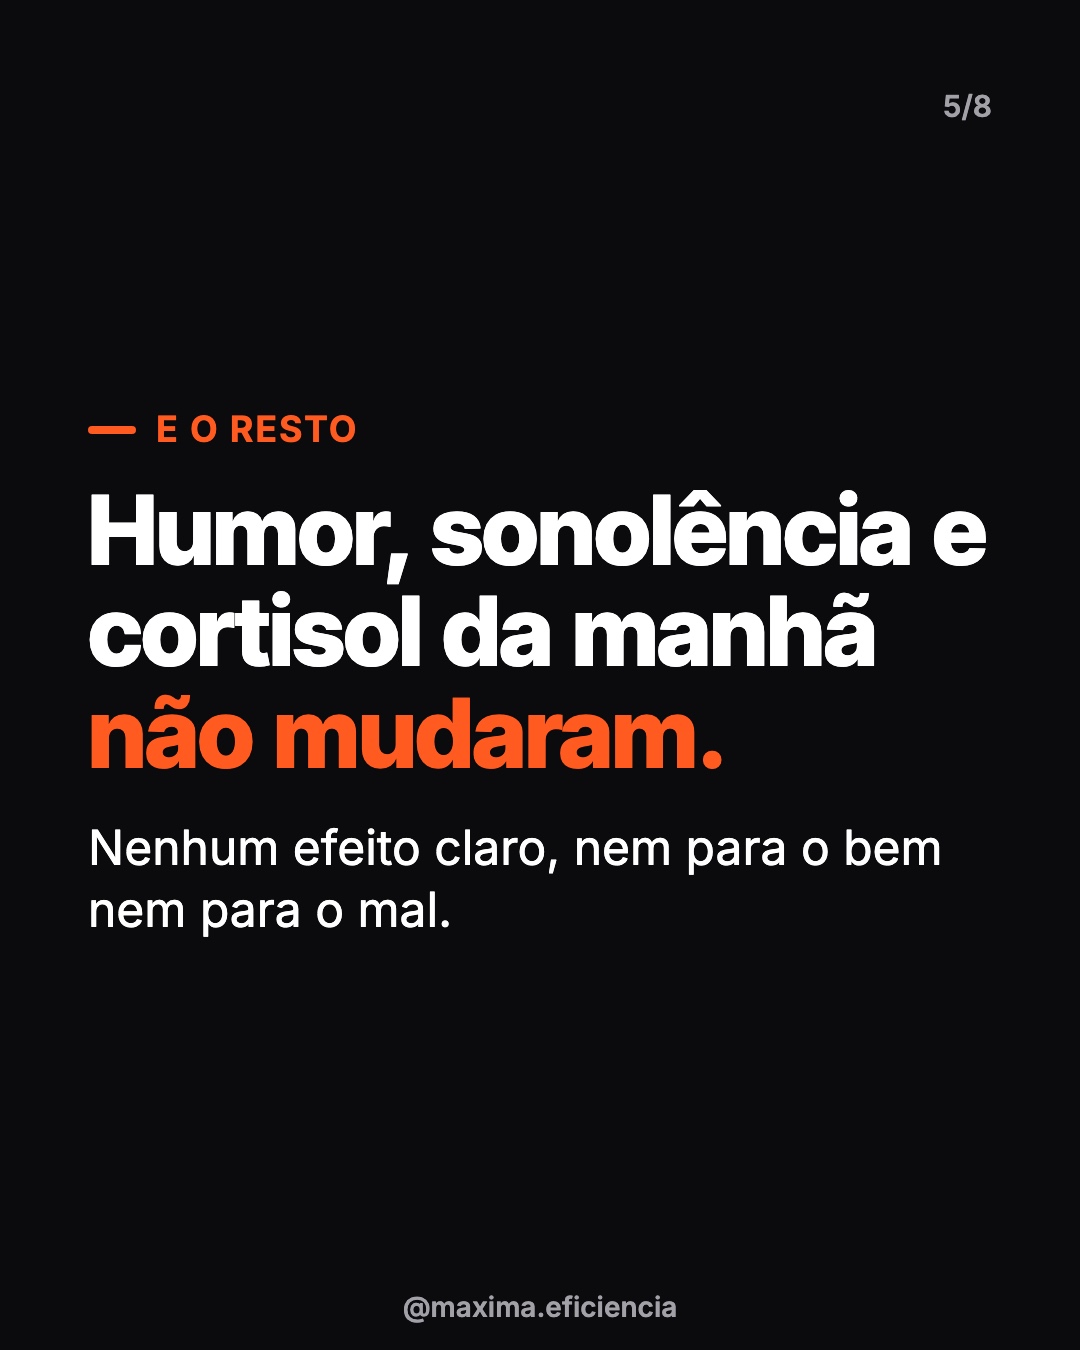 5/8
E O RESTO
Humor, sonolência e
cortisol da manhã
não mudaram.
Nenhum efeito claro, nem para o bem
nem para o mal.
@maxima.eficiencia